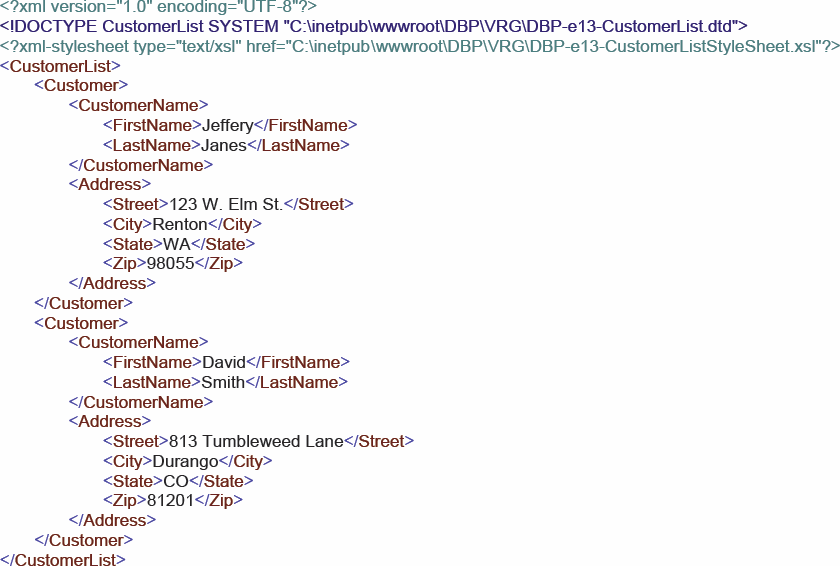 <?xml version="1.0" encoding="UTF-8"?>
<!DOCTYPE CustomerList SYSTEM "C:\inetpub\wwwroot\DBP\VRG\DBP-e13-CustomerList.dtd">
<?xml-stylesheet type="text/xsl" href="C:\inetpub\wwwroot\DBP\VRG\DBP-e13-CustomerListStyleSheet.xsl"?>
<CustomerList>
<Customer>
<CustomerName>
<FirstName>Jeffery</FirstName>
<LastName>Janes</LastName>
</CustomerName>
<Address>
<Street>123 W. Elm St.</Street>
<City>Renton</City>
<State>WA</State>
<Zip>98055</Zip>
</Address>
</Customer>
<Customer>
<CustomerName>
<FirstName>David</FirstName>
<LastName>Smith</LastName>
</CustomerName>
<Address>
<Street>813 Tumbleweed Lane</Street>
<City>Durango</City>
<State>CO</State>
<Zip>81201</Zip>
</Address>
</Customer>
</CustomerList>